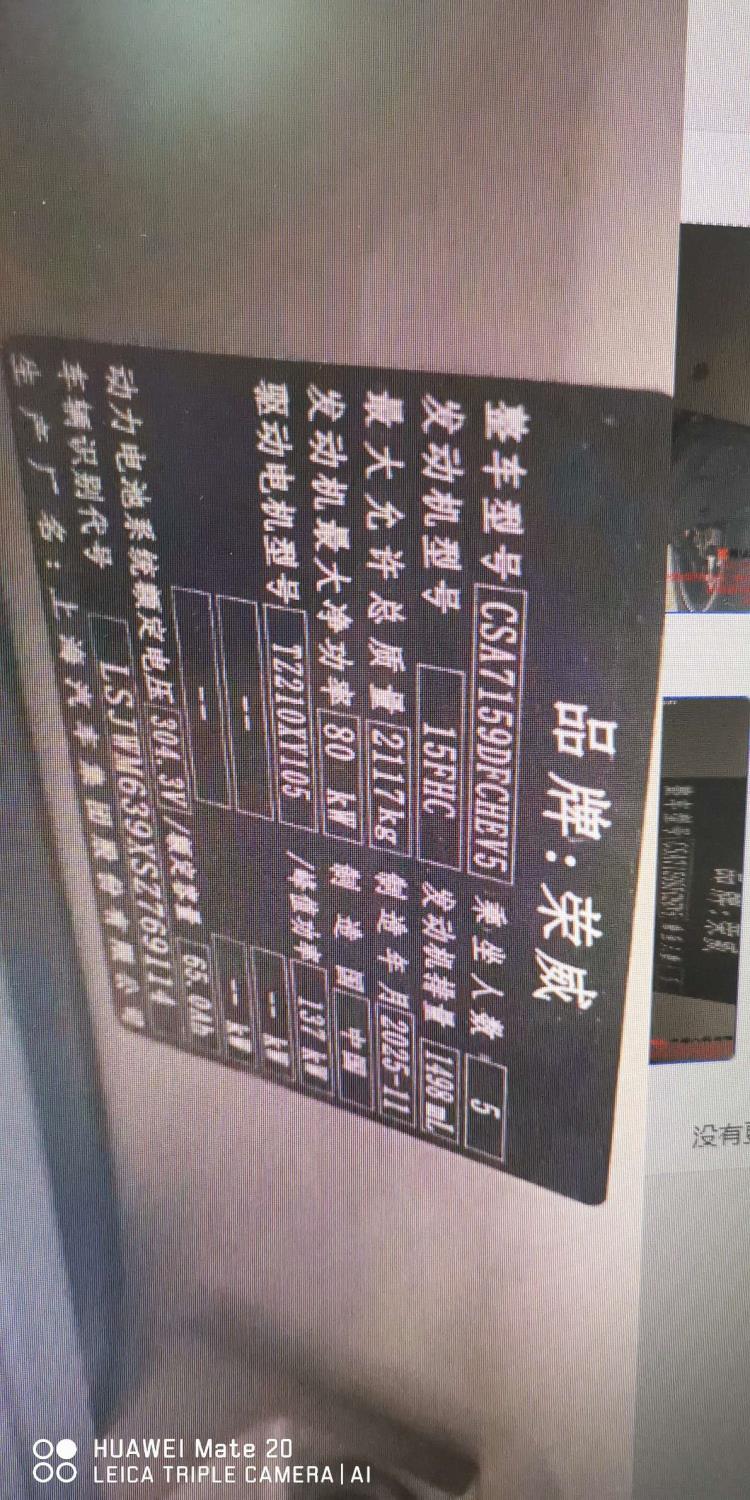 品牌:荣威
整车型号 CSA7159DFCHEV5 乘坐人数 5
发动机型号 15FHC 发动机排量 1498mL
最大允许总质量 2117kg 制造年月 2025-11
发动机最大净功率 80 kW 制造国 中国
驱动电机型号 TZ210XY105 /峰值功率 137 kW
-- -- kW
-- -- kW
动力电池系统额定电压 304.3V /额定容量 65.0Ah
车辆识别代号 LSJWM639XSZ769114
生产厂名:上海汽车集团股份有限公司
没有
HUAWEI Mate 20
LEICA TRIPLE CAMERA | AI